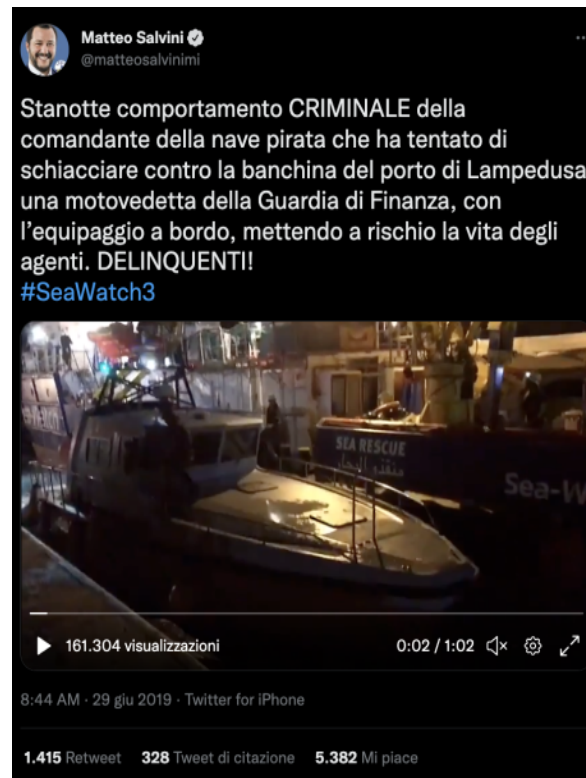 Matteo Salvini
@matteosalvinimi
Stanotte comportamento CRIMINALE della
comandante della nave pirata che ha tentato di
schiacciare contro la banchina del porto di Lampedusa
una motovedetta della Guardia di Finanza, con
l'equipaggio a bordo, mettendo a rischio la vita degli
agenti. DELINQUENTI!
#SeaWatch3
SEA RESCUE
Sea-W
161.304 visualizzazioni
0:02 / 1:02
8:44 AM · 29 giu 2019 · Twitter for iPhone
1.415 Retweet 328 Tweet di citazione 5.382 Mi piace